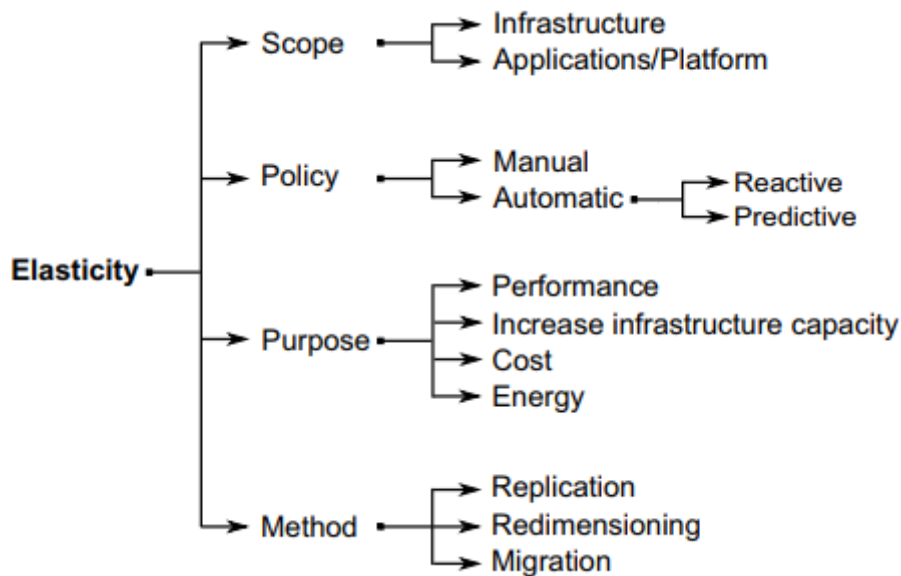 Infrastructure
Scope
Applications/Platform
Manual
Policy
Automatic
Reactive
Predictive
Elasticity
Performance
Increase infrastructure capacity
Purpose
Cost
Energy
Replication
Method
Redimensioning
Migration